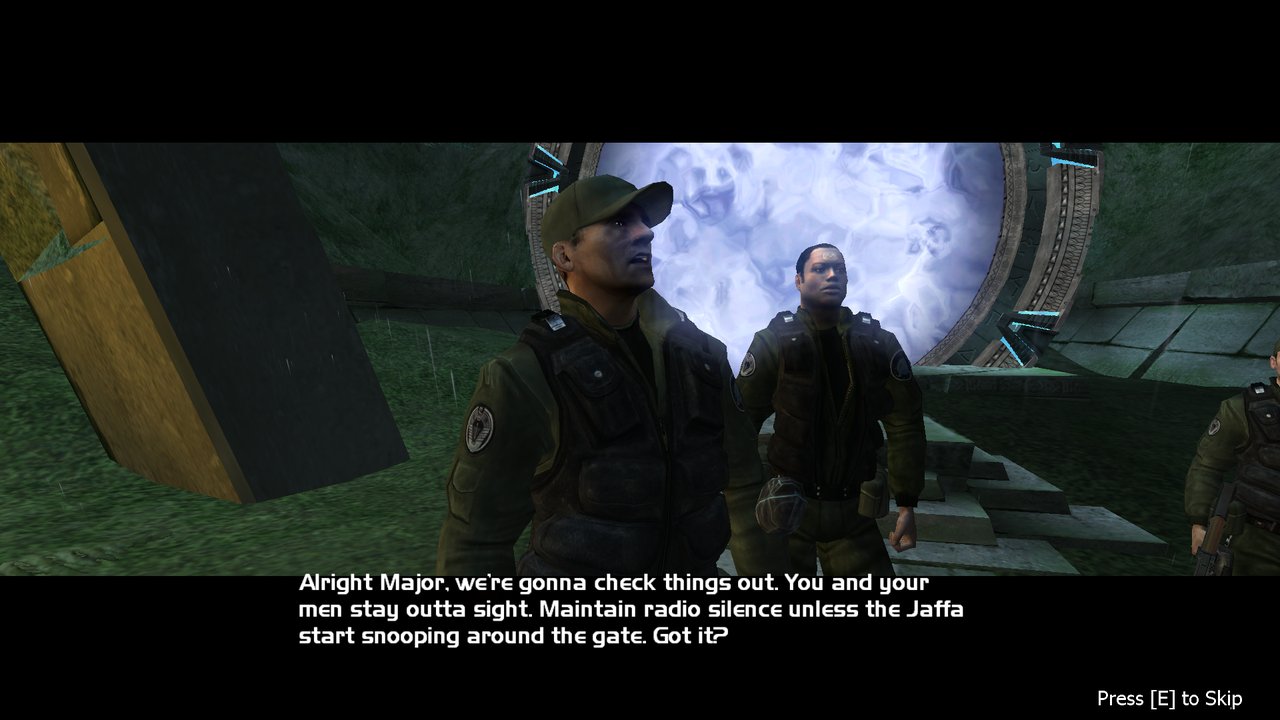 Alright Major, we're gonna check things out. You and your
men stay outta sight. Maintain radio silence unless the Jaffa
start snooping around the gate. Got it?
Press [E] to Skip